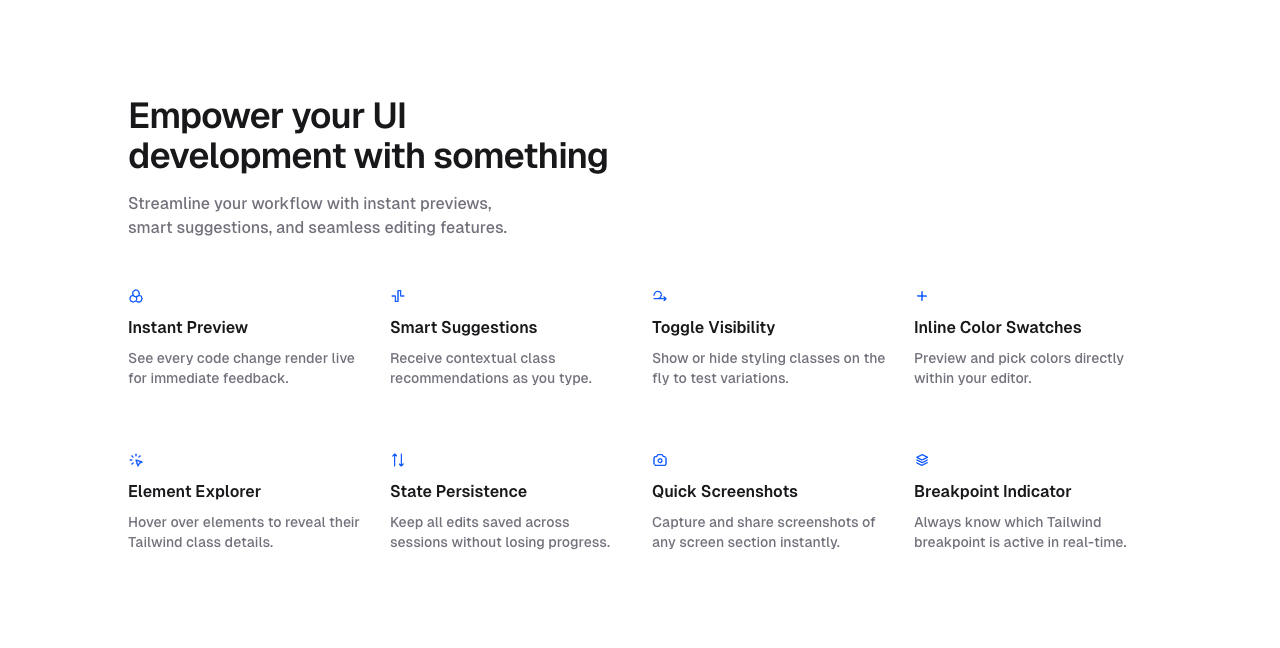 Empower your UI
development with something
Streamline your workflow with instant previews,
smart suggestions, and seamless editing features.
Instant Preview
See every code change render live
for immediate feedback.
Smart Suggestions
Receive contextual class
recommendations as you type.
Toggle Visibility
Show or hide styling classes on the
fly to test variations.
Inline Color Swatches
Preview and pick colors directly
within your editor.
Element Explorer
Hover over elements to reveal their
Tailwind class details.
State Persistence
Keep all edits saved across
sessions without losing progress.
Quick Screenshots
Capture and share screenshots of
any screen section instantly.
Breakpoint Indicator
Always know which Tailwind
breakpoint is active in real-time.